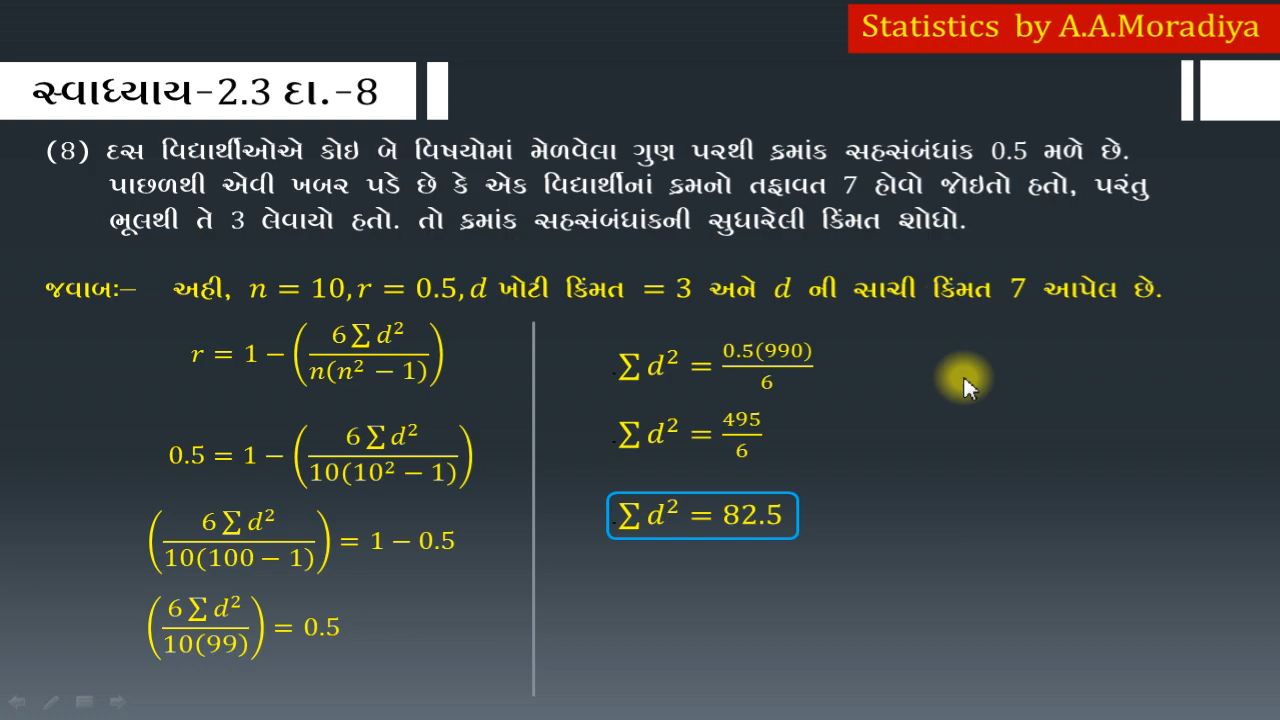 Statistics by A.A.Moradiya
સ્વાધ્યાય-2.3 દા.-8
(8) દસ વિદ્યાર્થીઓએ કોઇ બે વિષયોમાં મેળવેલા ગુણ પરથી ક્રમાંક સહસંબંધાંક 0.5 મળે છે.
પાછળથી એવી ખબર પડે છે કે એક વિદ્યાર્થીનાં ક્રમનો તફાવત 7 હોવો જોઇતો હતો, પરંતુ
ભૂલથી તે 3 લેવાયો હતો. તો ક્રમાંક સહસંબંધાંકની સુધારેલી કિંમત શોધો.
જવાબઃ– અહી, n = 10, r = 0.5, d ખોટી કિંમત = 3 અને d ની સાચી કિંમત 7 આપેલ છે.
r = 1 − (6 ∑ d² / n(n² − 1))
0.5 = 1 − (6 ∑ d² / 10(10² − 1))
(6 ∑ d² / 10(100 − 1)) = 1 − 0.5
(6 ∑ d² / 10(99)) = 0.5
∑ d² = 0.5(990) / 6
∑ d² = 495 / 6
∑ d² = 82.5